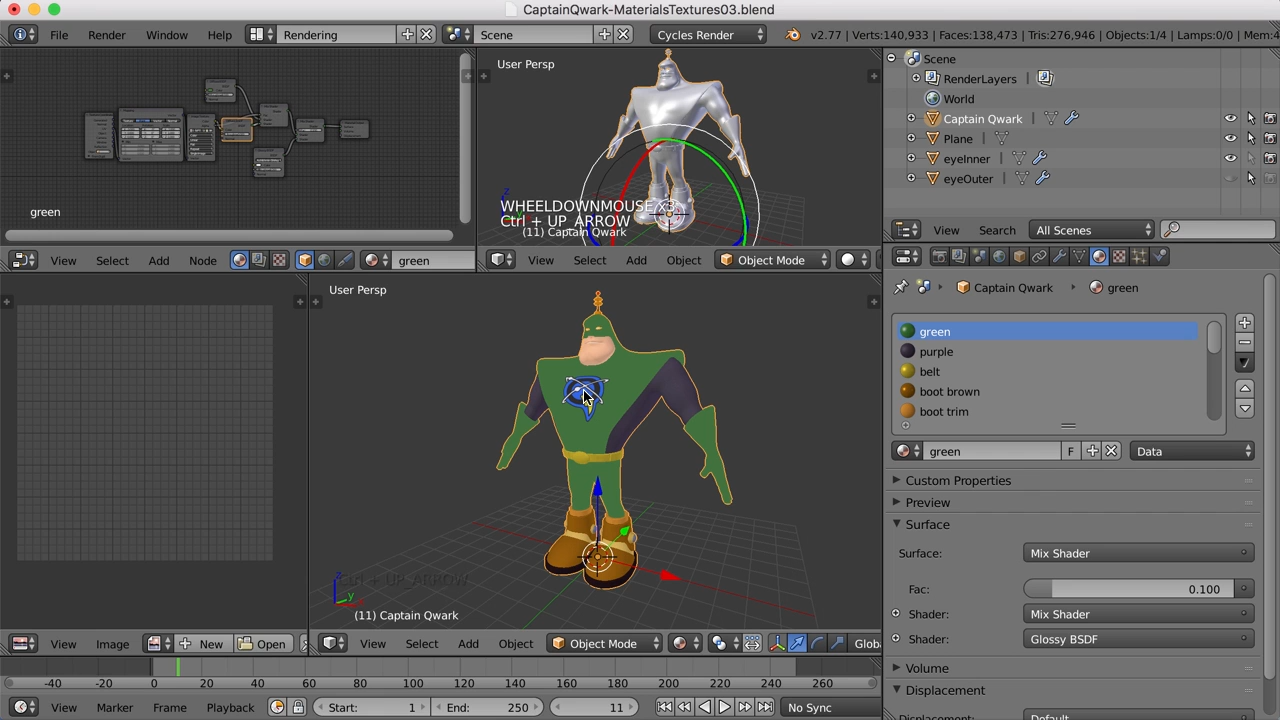 CaptainQwark-MaterialsTextures03.blend
File Render Window Help Rendering Scene Cycles Render v2.77 | Verts:140,933 | Faces:138,473 | Tris:276,946 | Objects:1/4 | Lamps:0/0 | Mem:4
green
View Select Add Node green
User Persp
WHEELDOWNMOUSE x3
Ctrl + UP_ARROW
(11) Captain Qwark
View Select Add Object Object Mode
Scene
RenderLayers
World
Captain Qwark
Plane
eyeInner
eyeOuter
View Search All Scenes
Captain Qwark green
green
purple
belt
boot brown
boot trim
green F Data
Custom Properties
Preview
Surface
Surface: Mix Shader
Fac: 0.100
Shader: Mix Shader
Shader: Glossy BSDF
Volume
Displacement
Displacement: Default
User Persp
Ctrl + UP_ARROW
z
y
(11) Captain Qwark
View Image New Open
View Select Add Object Object Mode Globa
-40 -20 0 20 40 60 80 100 120 140 160 180 200 220 240 260
View Marker Frame Playback Start: 1 End: 250 11 No Sync